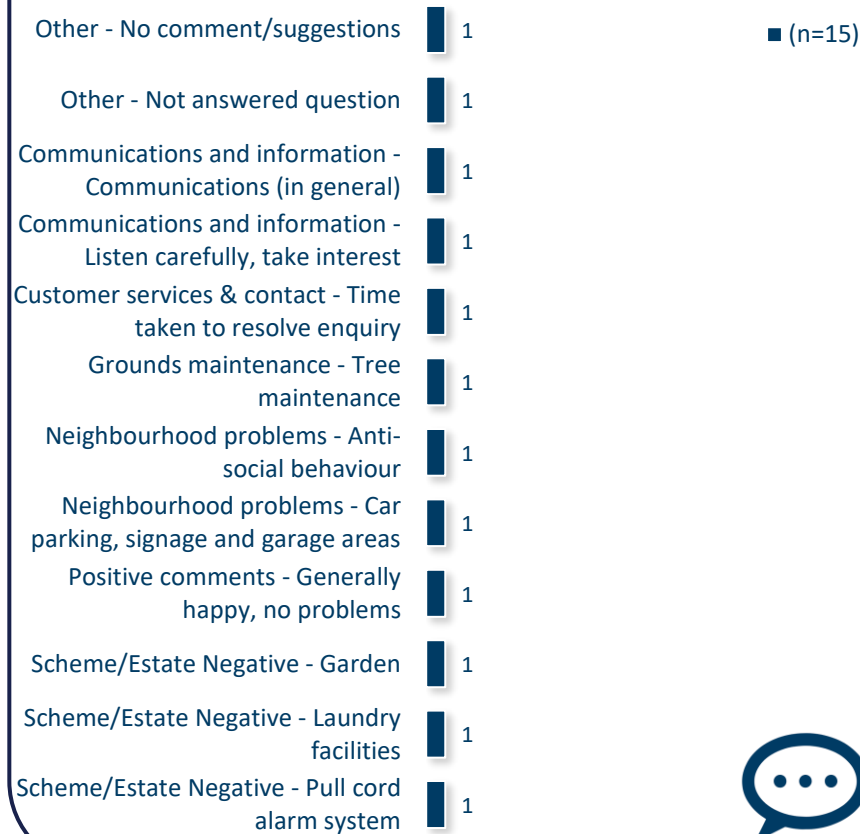 Other - No comment/suggestions 1
(n=15)
Other - Not answered question 1
Communications and information -
Communications (in general) 1
Communications and information -
Listen carefully, take interest 1
Customer services & contact - Time
taken to resolve enquiry 1
Grounds maintenance - Tree
maintenance 1
Neighbourhood problems - Anti-
social behaviour 1
Neighbourhood problems - Car
parking, signage and garage areas 1
Positive comments - Generally
happy, no problems 1
Scheme/Estate Negative - Garden 1
Scheme/Estate Negative - Laundry
facilities 1
Scheme/Estate Negative - Pull cord
alarm system 1